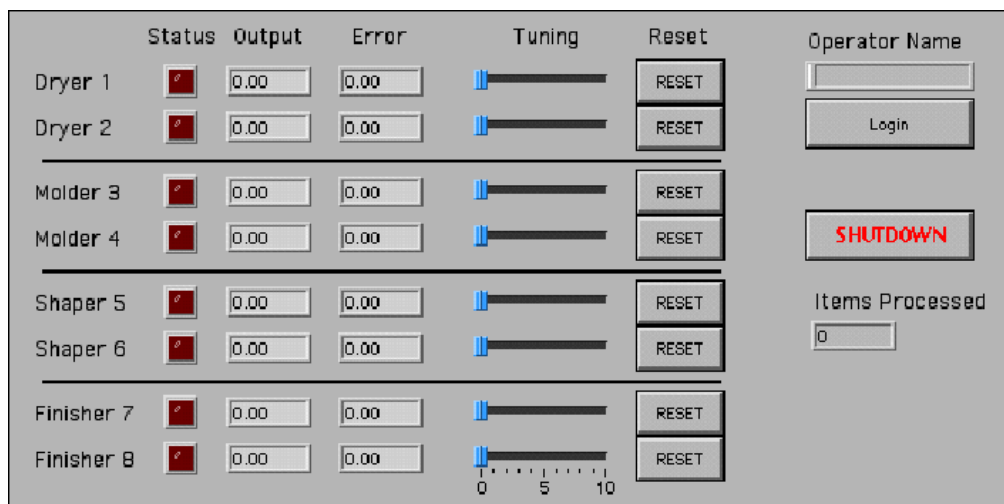 Status Output Error Tuning Reset Operator Name
Dryer 1 0.00 0.00 RESET
Dryer 2 0.00 0.00 RESET Login
Molder 3 0.00 0.00 RESET
Molder 4 0.00 0.00 RESET SHUTDOWN
Shaper 5 0.00 0.00 RESET Items Processed
Shaper 6 0.00 0.00 RESET 0
Finisher 7 0.00 0.00 RESET
Finisher 8 0.00 0.00 RESET
0 5 10